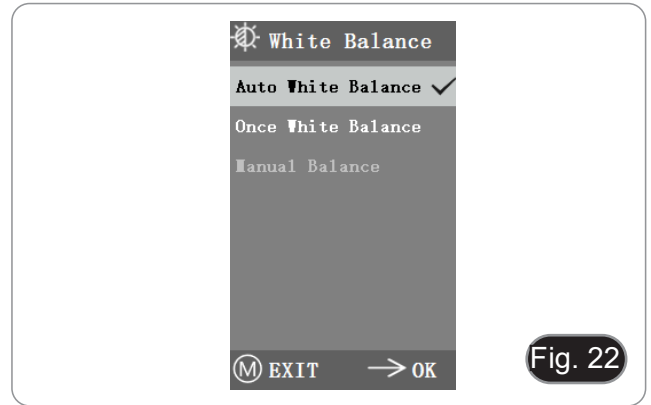 White Balance
Auto White Balance
Once White Balance
Manual Balance
M EXIT → OK
Fig. 22